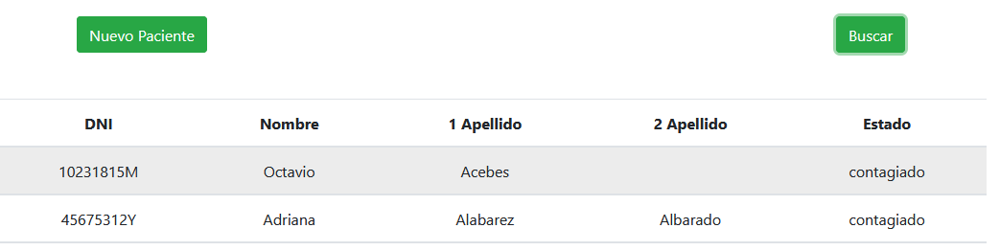 Nuevo Paciente Buscar
DNI Nombre 1 Apellido 2 Apellido Estado
10231815M Octavio Acebes contagiado
45675312Y Adriana Alabarez Albarado contagiado